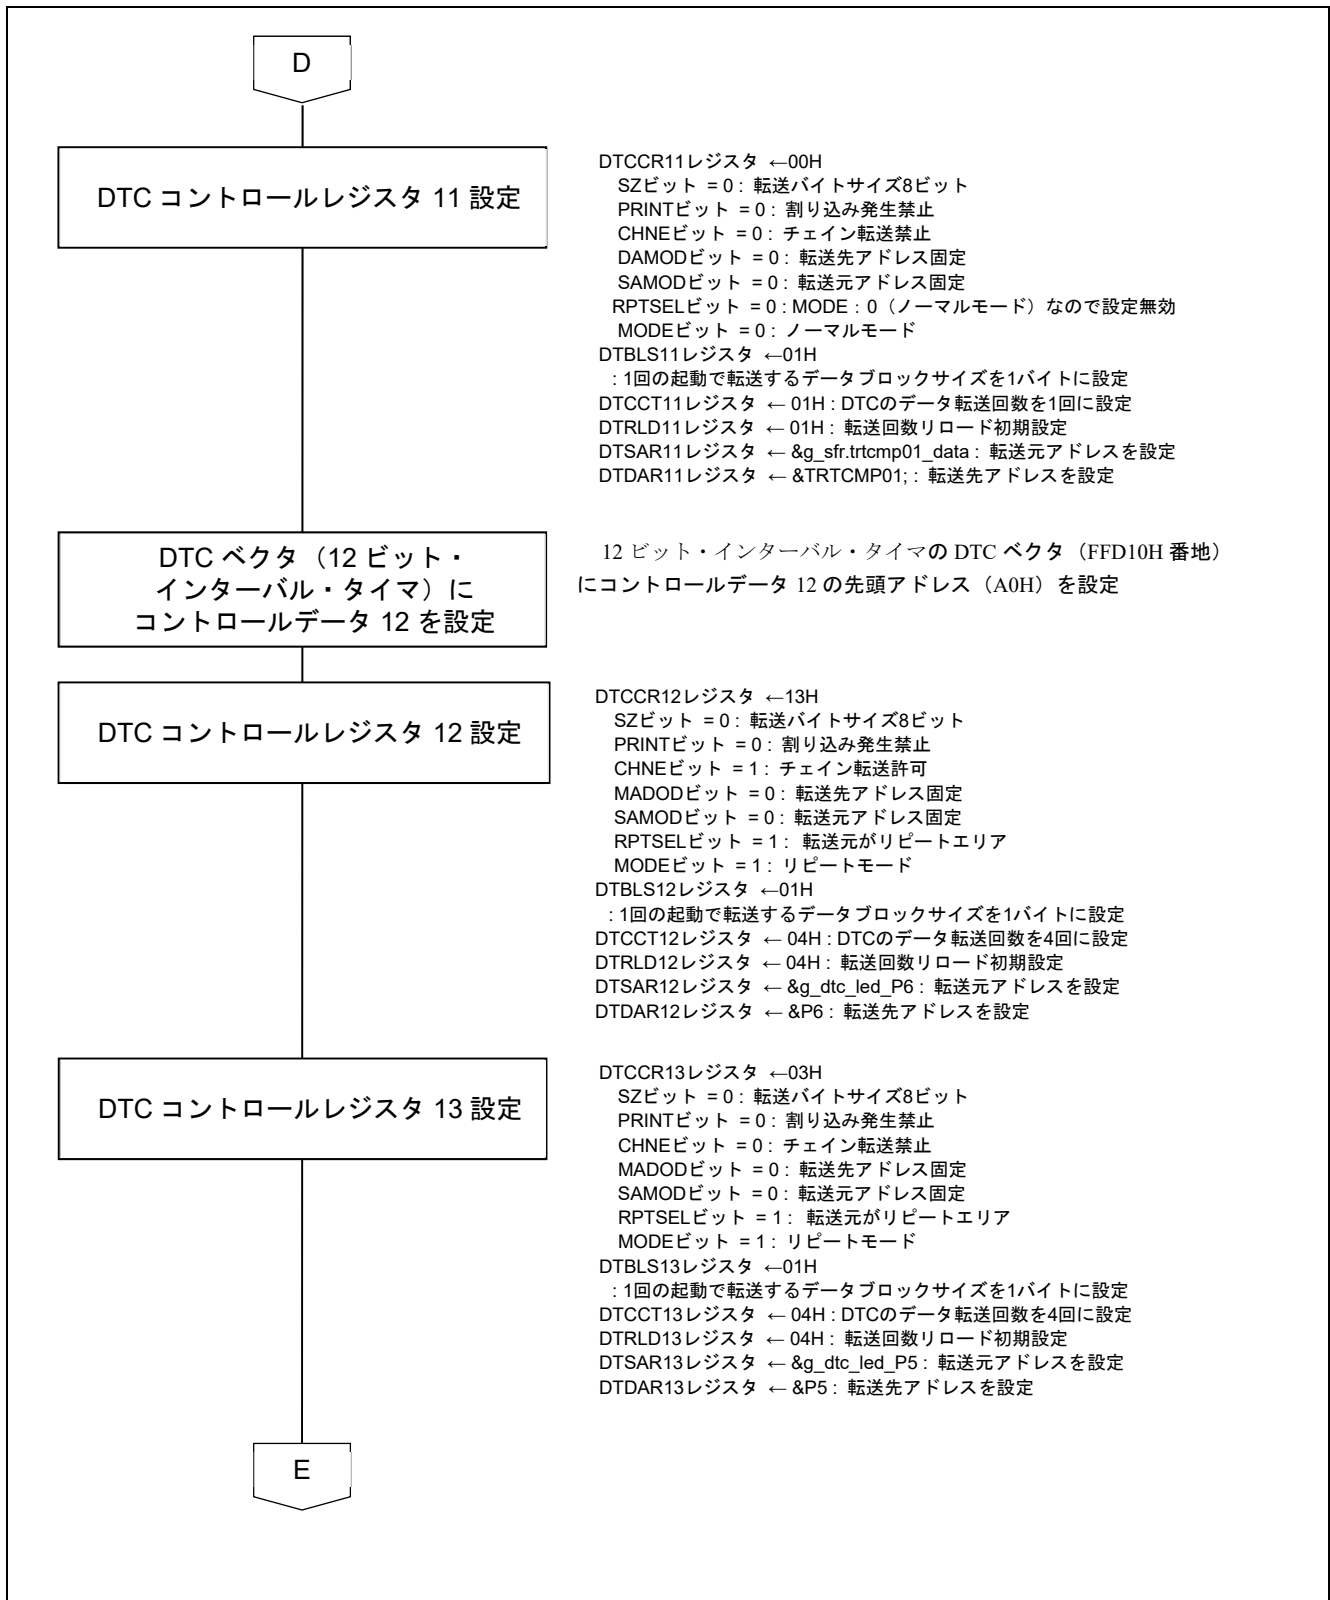 D
DTC コントロールレジスタ 11 設定
DTCCR11レジスタ ←00H
SZビット = 0 : 転送バイトサイズ8ビット
PRINTビット = 0 : 割り込み発生禁止
CHNEビット = 0 : チェイン転送禁止
DAMODビット = 0 : 転送先アドレス固定
SAMODビット = 0 : 転送元アドレス固定
RPTSELビット = 0 : MODE：0（ノーマルモード）なので設定無効
MODEビット = 0 : ノーマルモード
DTBLS11レジスタ ←01H
: 1回の起動で転送するデータブロックサイズを1バイトに設定
DTCCT11レジスタ ← 01H : DTCのデータ転送回数を1回に設定
DTRLD11レジスタ ← 01H : 転送回数リロード初期設定
DTSAR11レジスタ ← &g_sfr.trtcmp01_data : 転送元アドレスを設定
DTDAR11レジスタ ← &TRTCMP01; : 転送先アドレスを設定
DTC ベクタ（12 ビット・
インターバル・タイマ）に
コントロールデータ 12 を設定
12 ビット・インターバル・タイマの DTC ベクタ（FFD10H 番地）
にコントロールデータ 12 の先頭アドレス（A0H）を設定
DTC コントロールレジスタ 12 設定
DTCCR12レジスタ ←13H
SZビット = 0 : 転送バイトサイズ8ビット
PRINTビット = 0 : 割り込み発生禁止
CHNEビット = 1 : チェイン転送許可
MADODビット = 0 : 転送先アドレス固定
SAMODビット = 0 : 転送元アドレス固定
RPTSELビット = 1 : 転送元がリピートエリア
MODEビット = 1 : リピートモード
DTBLS12レジスタ ←01H
: 1回の起動で転送するデータブロックサイズを1バイトに設定
DTCCT12レジスタ ← 04H : DTCのデータ転送回数を4回に設定
DTRLD12レジスタ ← 04H : 転送回数リロード初期設定
DTSAR12レジスタ ← &g_dtc_led_P6 : 転送元アドレスを設定
DTDAR12レジスタ ← &P6 : 転送先アドレスを設定
DTC コントロールレジスタ 13 設定
DTCCR13レジスタ ←03H
SZビット = 0 : 転送バイトサイズ8ビット
PRINTビット = 0 : 割り込み発生禁止
CHNEビット = 0 : チェイン転送禁止
MADODビット = 0 : 転送先アドレス固定
SAMODビット = 0 : 転送元アドレス固定
RPTSELビット = 1 : 転送元がリピートエリア
MODEビット = 1 : リピートモード
DTBLS13レジスタ ←01H
: 1回の起動で転送するデータブロックサイズを1バイトに設定
DTCCT13レジスタ ← 04H : DTCのデータ転送回数を4回に設定
DTRLD13レジスタ ← 04H : 転送回数リロード初期設定
DTSAR13レジスタ ← &g_dtc_led_P5 : 転送元アドレスを設定
DTDAR13レジスタ ← &P5 : 転送先アドレスを設定
E